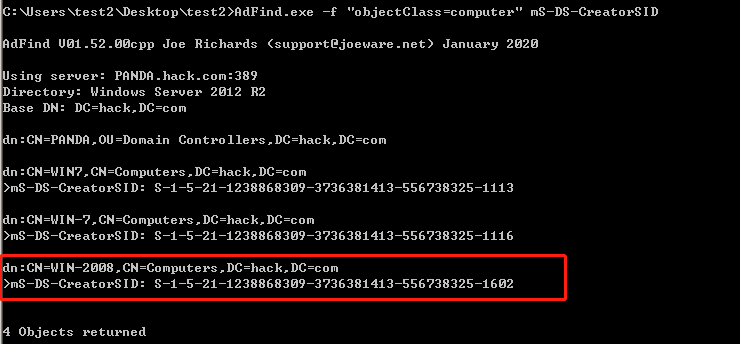 C:\Users\test2\Desktop\test2>AdFind.exe -f "objectClass=computer" mS-DS-CreatorSID
AdFind V01.52.00cpp Joe Richards (support@joeware.net) January 2020
Using server: PANDA.hack.com:389
Directory: Windows Server 2012 R2
Base DN: DC=hack,DC=com
dn:CN=PANDA,OU=Domain Controllers,DC=hack,DC=com
dn:CN=WIN7,CN=Computers,DC=hack,DC=com
>mS-DS-CreatorSID: S-1-5-21-1238868309-3736381413-556738325-1113
dn:CN=WIN-7,CN=Computers,DC=hack,DC=com
>mS-DS-CreatorSID: S-1-5-21-1238868309-3736381413-556738325-1116
dn:CN=WIN-2008,CN=Computers,DC=hack,DC=com
>mS-DS-CreatorSID: S-1-5-21-1238868309-3736381413-556738325-1602
4 Objects returned